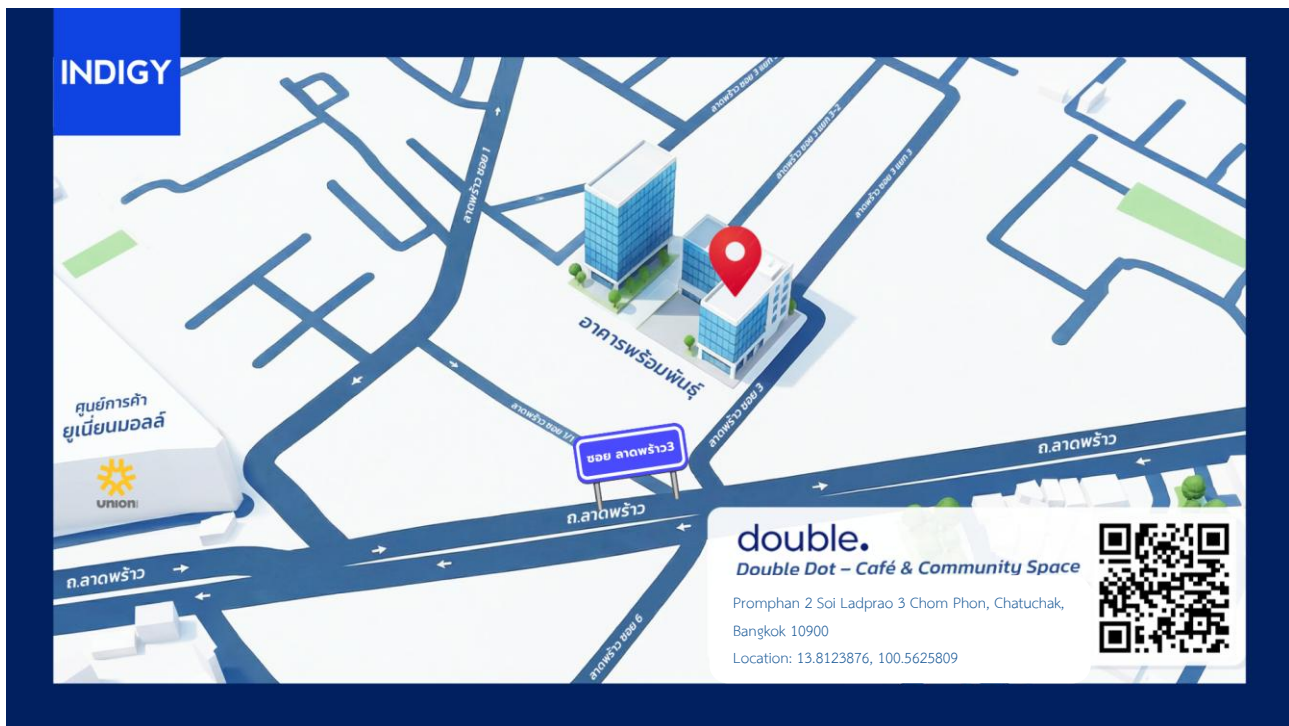 INDIGY
ลาดพร้าว ซอย 1
ลาดพร้าว ซอย 3 แยก
ลาดพร้าว ซอย 3 แยก 3-2
ลาดพร้าว ซอย 3 แยก 3
อาคารพร้อมพันธุ์
ศูนย์การค้า
ยูเนี่ยนมอลล์
UNION
ลาดพร้าว ซอย 1/1
ซอย ลาดพร้าว3
ลาดพร้าว ซอย 3
ถ.ลาดพร้าว
ถ.ลาดพร้าว
ถ.ลาดพร้าว
ลาดพร้าว ซอย 6
double.
Double Dot – Café & Community Space
Promphan 2 Soi Ladprao 3 Chom Phon, Chatuchak,
Bangkok 10900
Location: 13.8123876, 100.5625809